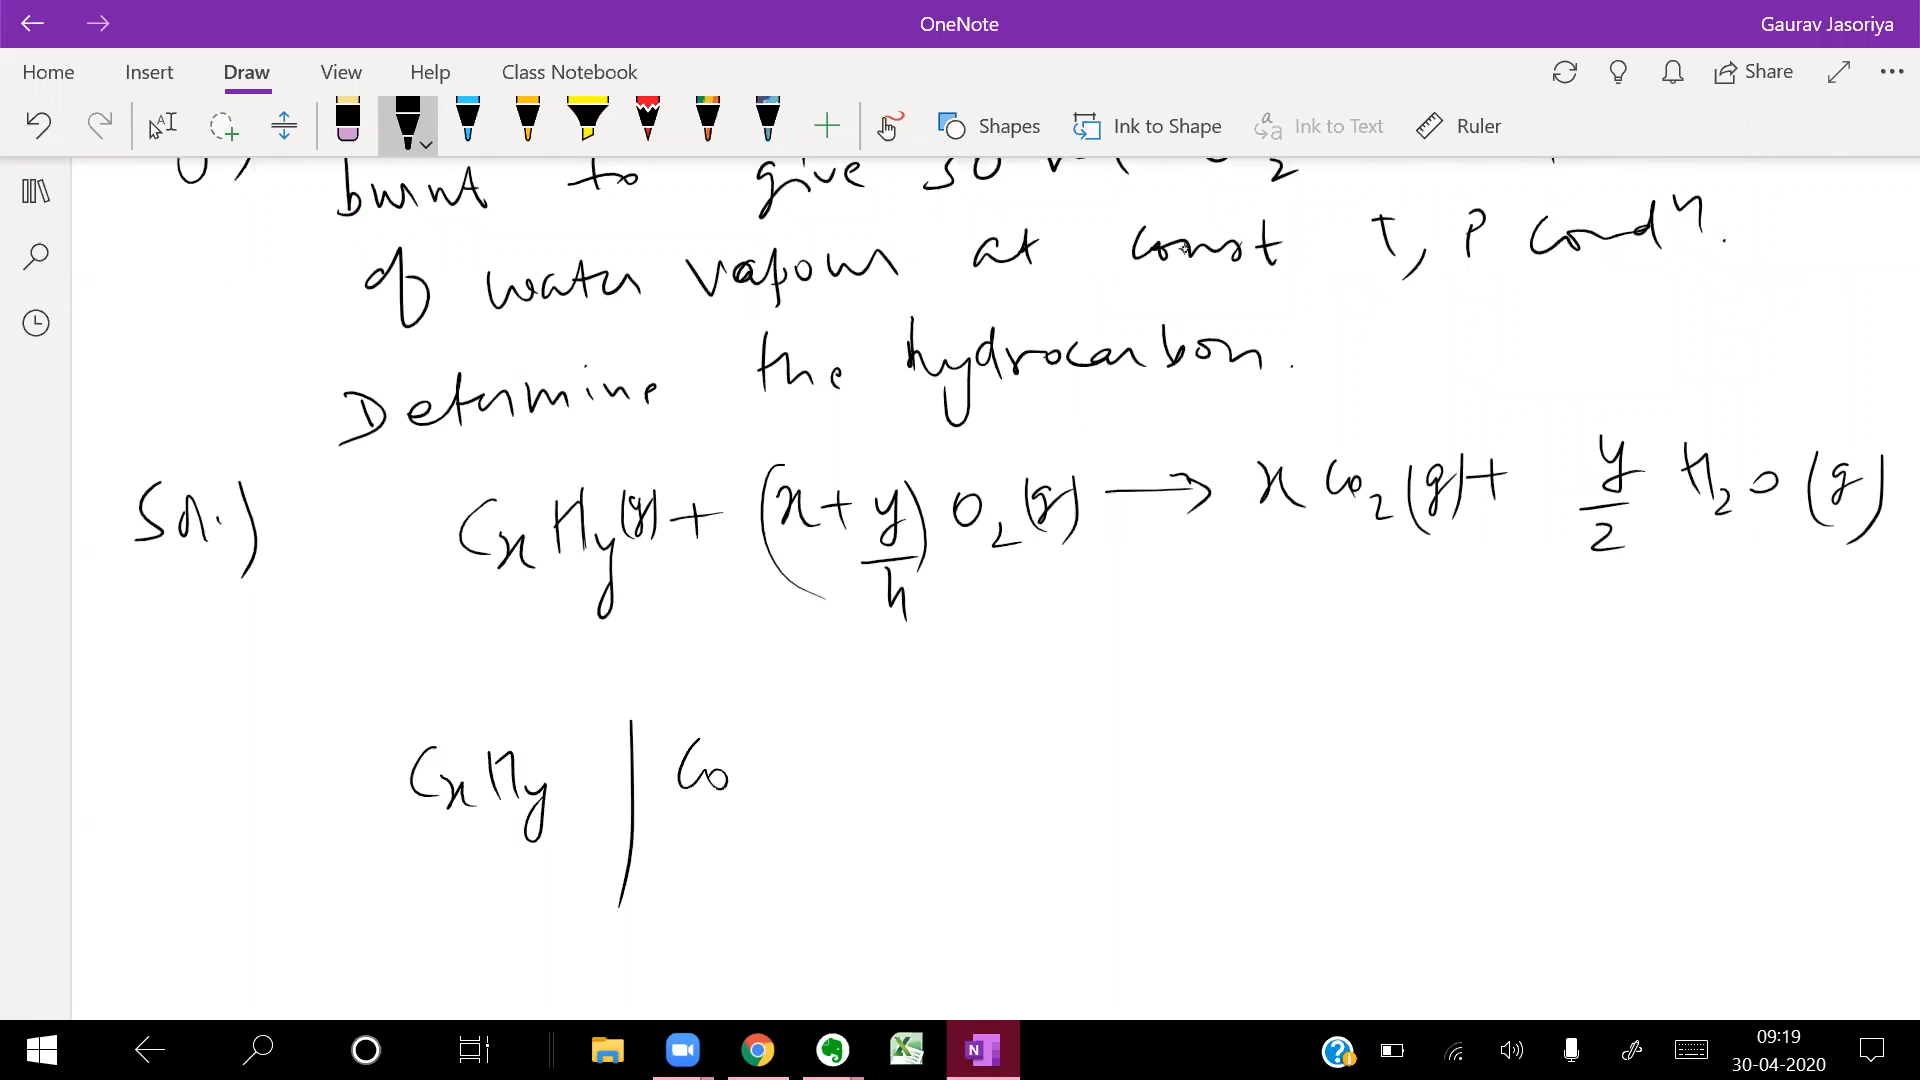 OneNote
Gaurav Jasoriya
Home Insert Draw View Help Class Notebook
Share
Shapes Ink to Shape Ink to Text Ruler
burnt to give
of water vapour at const T, P condn.
Determine the hydrocarbon.
Sol.) CxHy(g) + (x + y/4) O2(g) → x CO2(g) + y/2 H2O(g)
CxHy | Co
09:19
30-04-2020